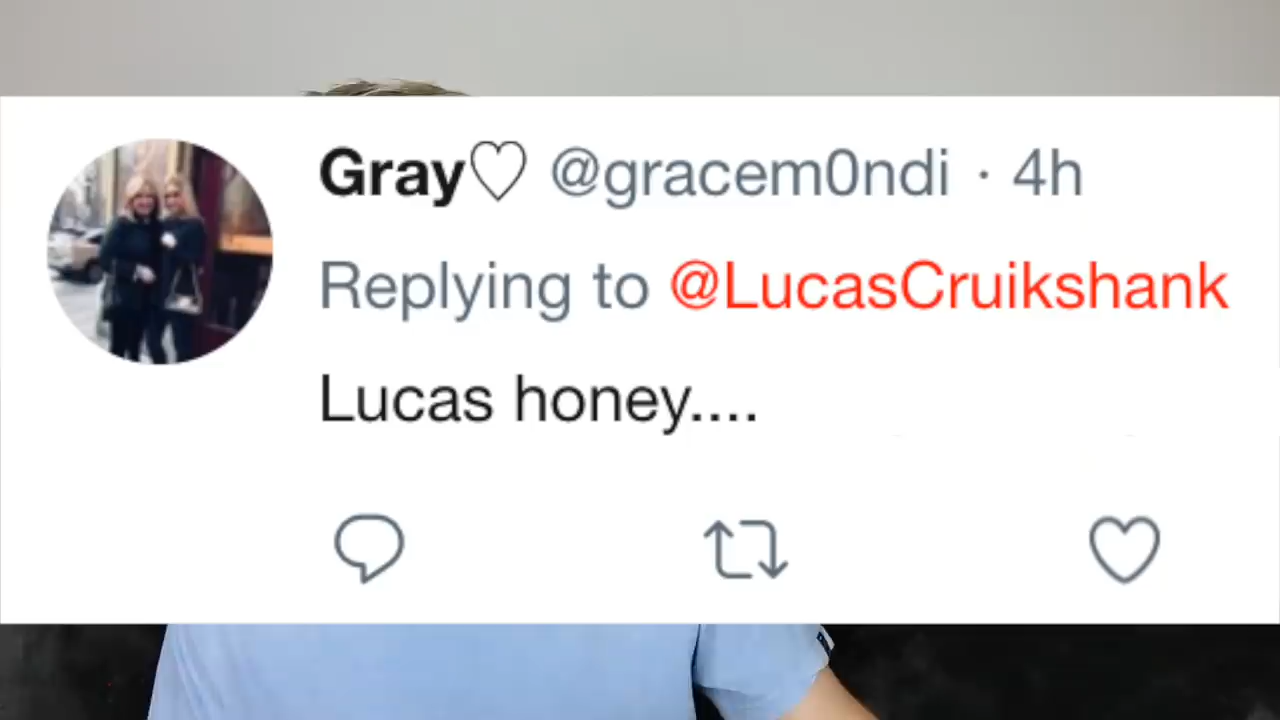 Gray♡ @gracem0ndi · 4h
Replying to @LucasCruikshank
Lucas honey....